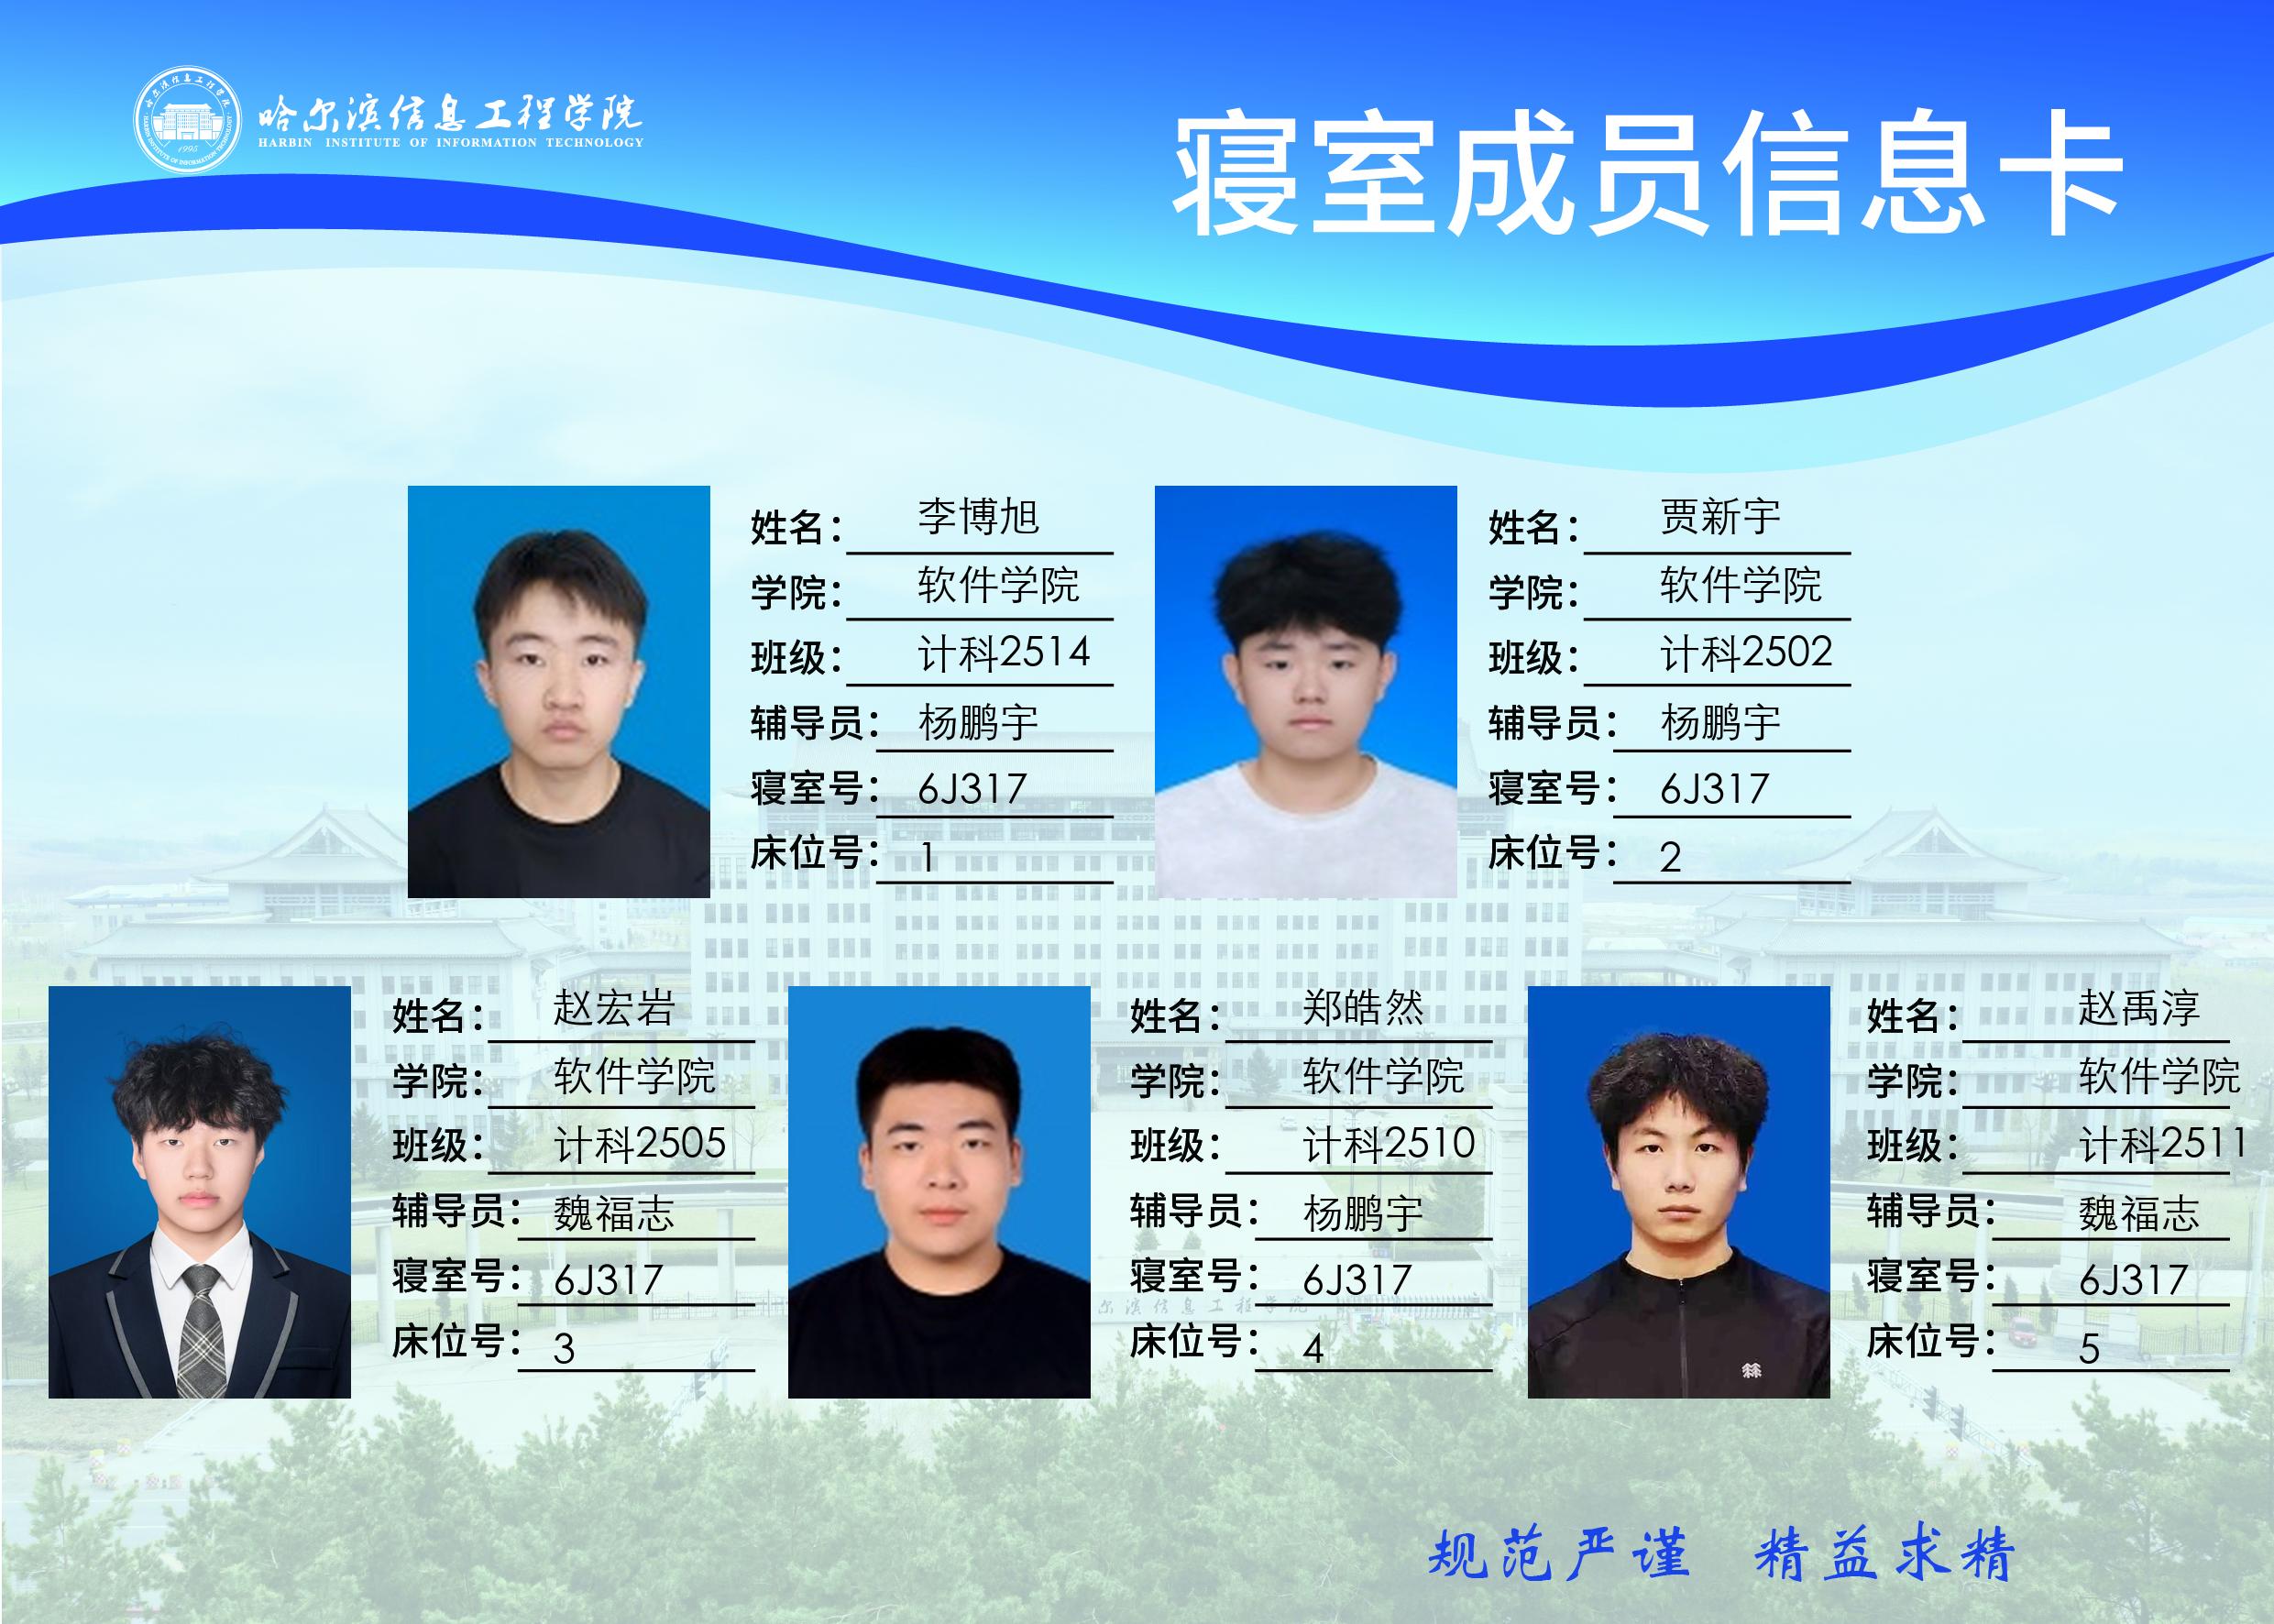 哈尔滨信息工程学院
HARBIN INSTITUTE OF INFORMATION TECHNOLOGY
1995
寝室成员信息卡
姓名： 李博旭
学院： 软件学院
班级： 计科2514
辅导员： 杨鹏宇
寝室号： 6J317
床位号： 1
姓名： 贾新宇
学院： 软件学院
班级： 计科2502
辅导员： 杨鹏宇
寝室号： 6J317
床位号： 2
姓名： 赵宏岩
学院： 软件学院
班级： 计科2505
辅导员： 魏福志
寝室号： 6J317
床位号： 3
姓名： 郑皓然
学院： 软件学院
班级： 计科2510
辅导员： 杨鹏宇
寝室号： 6J317
床位号： 4
姓名： 赵禹淳
学院： 软件学院
班级： 计科2511
辅导员： 魏福志
寝室号： 6J317
床位号： 5
尔滨信息工程学院
规范严谨 精益求精